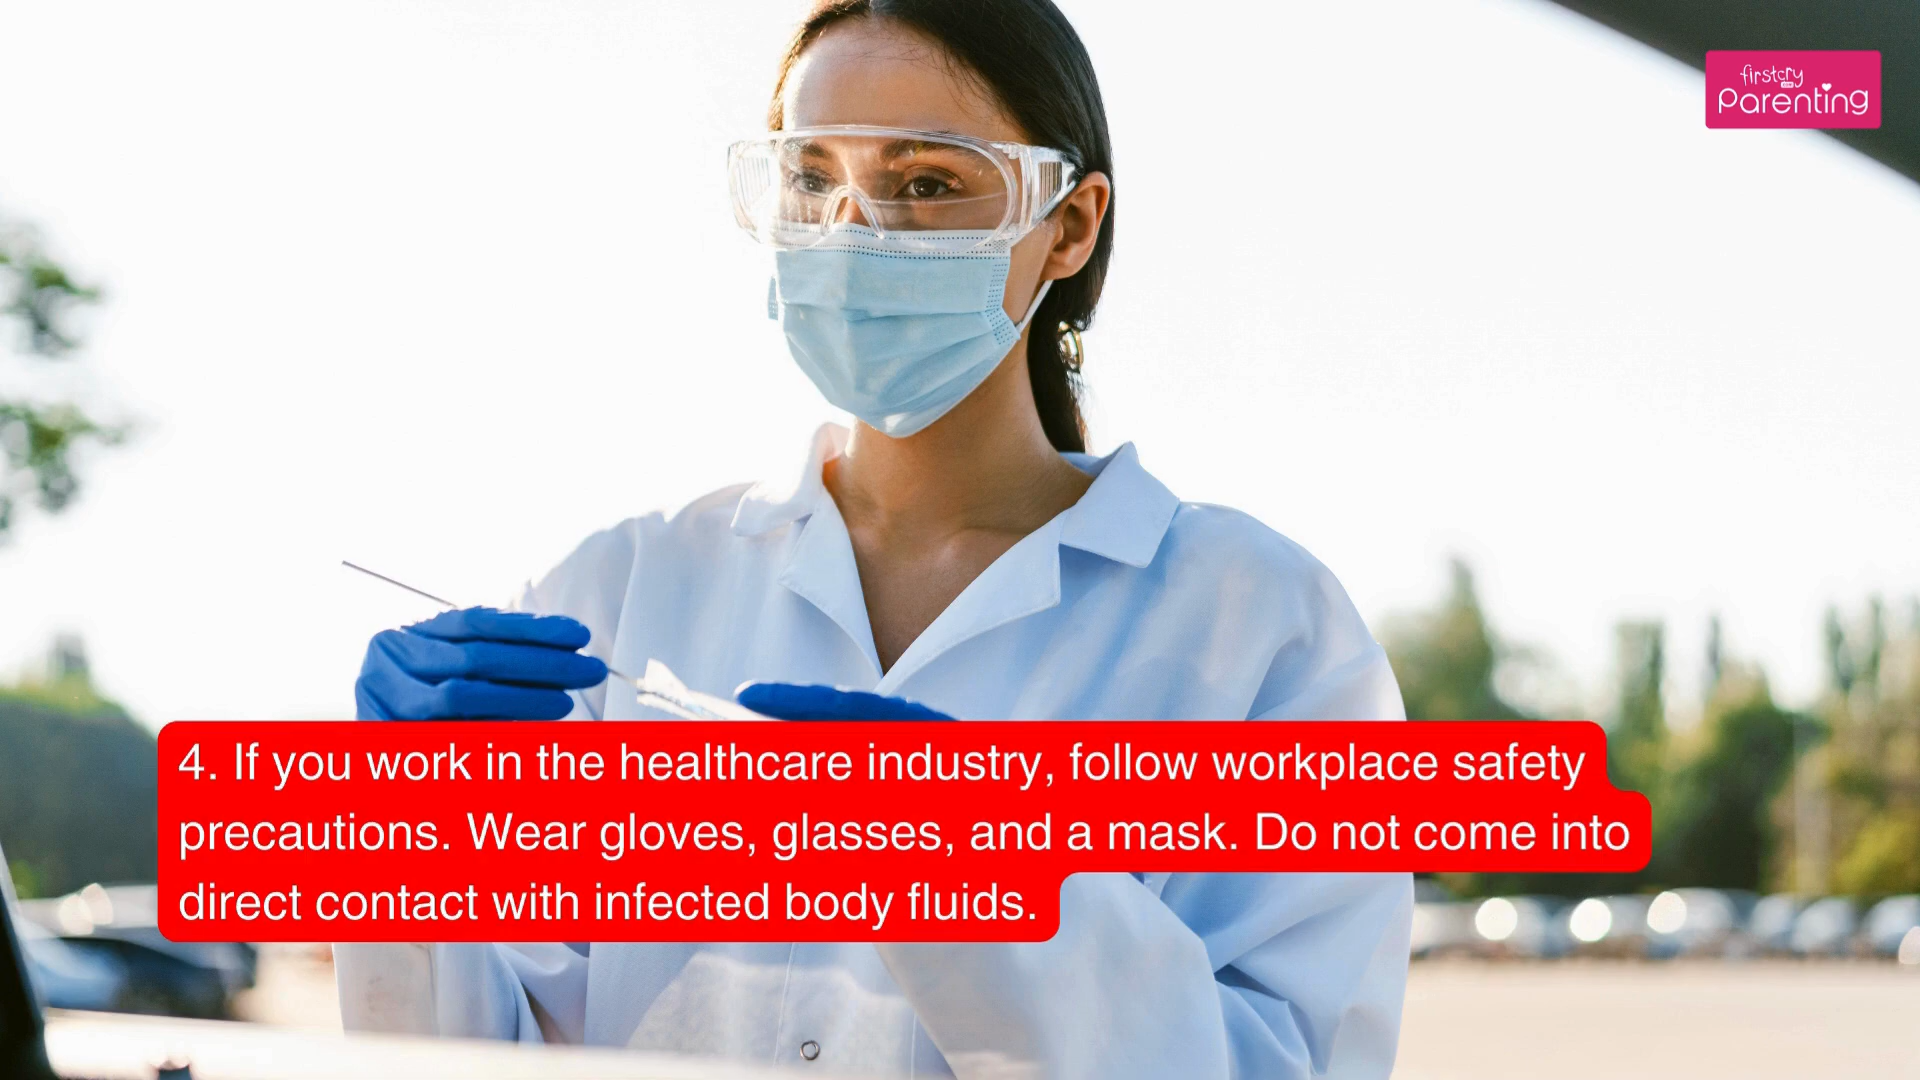 firstcry
.com
Parenting
4. If you work in the healthcare industry, follow workplace safety
precautions. Wear gloves, glasses, and a mask. Do not come into
direct contact with infected body fluids.